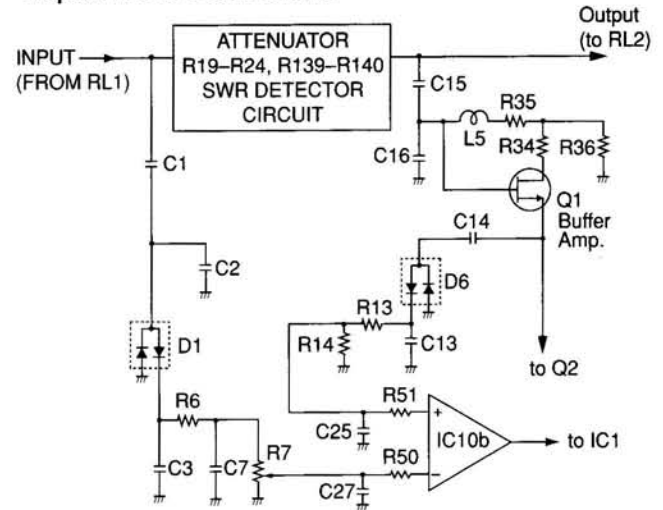 Output
(to RL2)
INPUT
(FROM RL1)
ATTENUATOR
R19–R24, R139–R140
SWR DETECTOR
CIRCUIT
C15
R35
L5
R34
R36
C16
C1
Q1
Buffer
Amp.
C14
C2
D6
R13
D1
R14
C13
to Q2
R51
R6
+
C25
IC10b
to IC1
R7
R50
−
C3
C7
C27